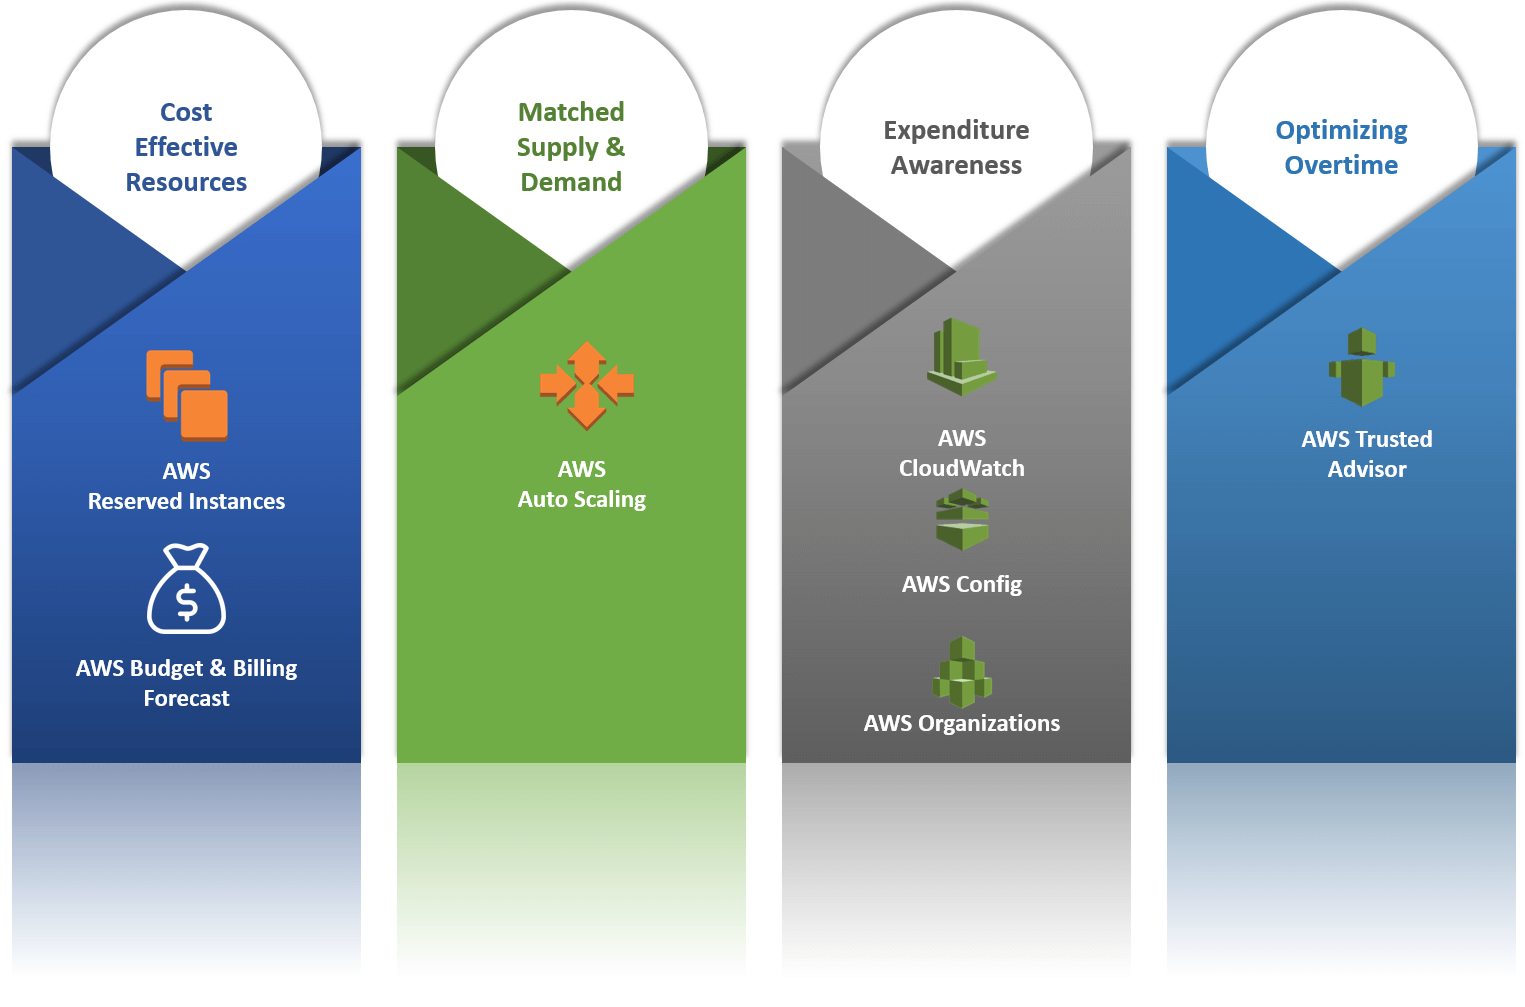 Cost
Effective
Resources
AWS
Reserved Instances
$
AWS Budget & Billing
Forecast
Matched
Supply &
Demand
AWS
Auto Scaling
Expenditure
Awareness
AWS
CloudWatch
AWS Config
AWS Organizations
Optimizing
Overtime
AWS Trusted
Advisor